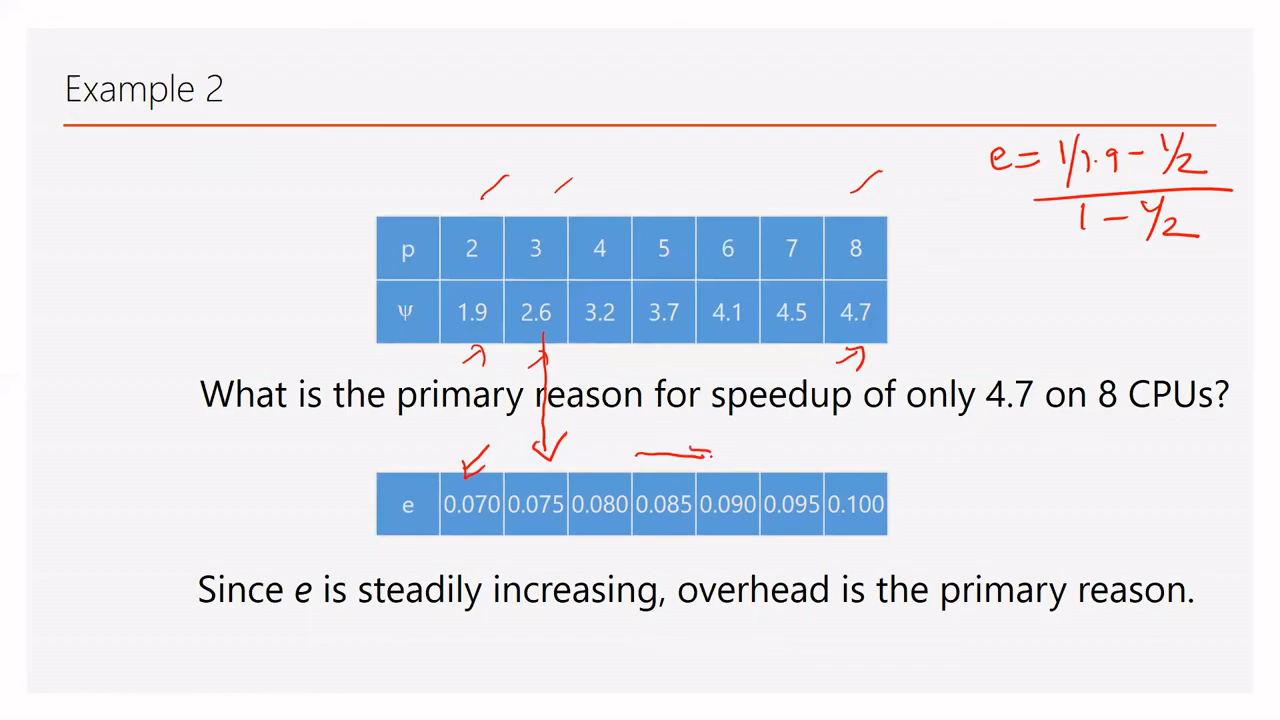 Example 2
e = 1/1.9 - 1/2
1 - 1/2
p 2 3 4 5 6 7 8
ψ 1.9 2.6 3.2 3.7 4.1 4.5 4.7
What is the primary reason for speedup of only 4.7 on 8 CPUs?
e 0.070 0.075 0.080 0.085 0.090 0.095 0.100
Since e is steadily increasing, overhead is the primary reason.